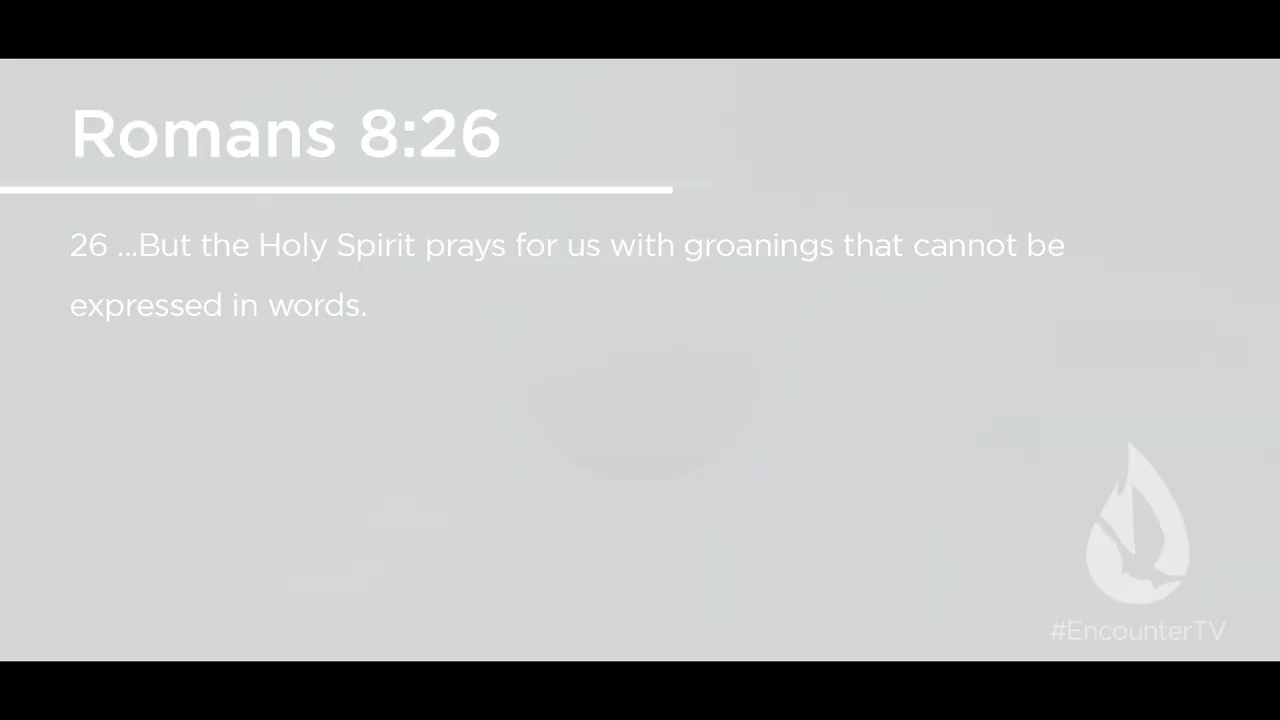 Romans 8:26
26 ...But the Holy Spirit prays for us with groanings that cannot be
expressed in words.
#EncounterTV